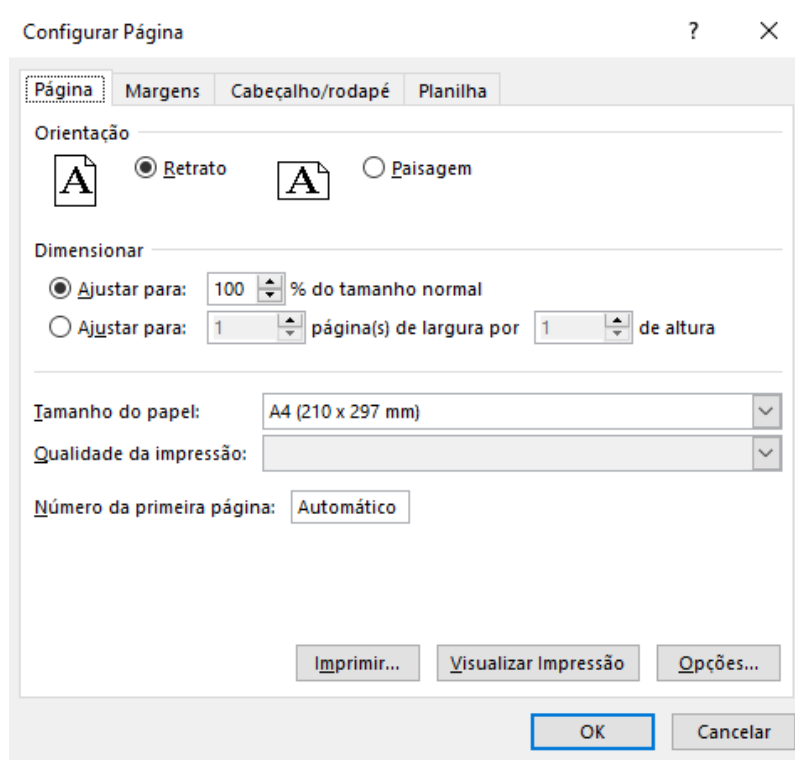 Configurar Página ? X
Página Margens Cabeçalho/rodapé Planilha
Orientação
A Retrato A Paisagem
Dimensionar
Ajustar para: 100 % do tamanho normal
Ajustar para: 1 página(s) de largura por 1 de altura
Tamanho do papel: A4 (210 x 297 mm)
Qualidade da impressão:
Número da primeira página: Automático
Imprimir... Visualizar Impressão Opções...
OK Cancelar